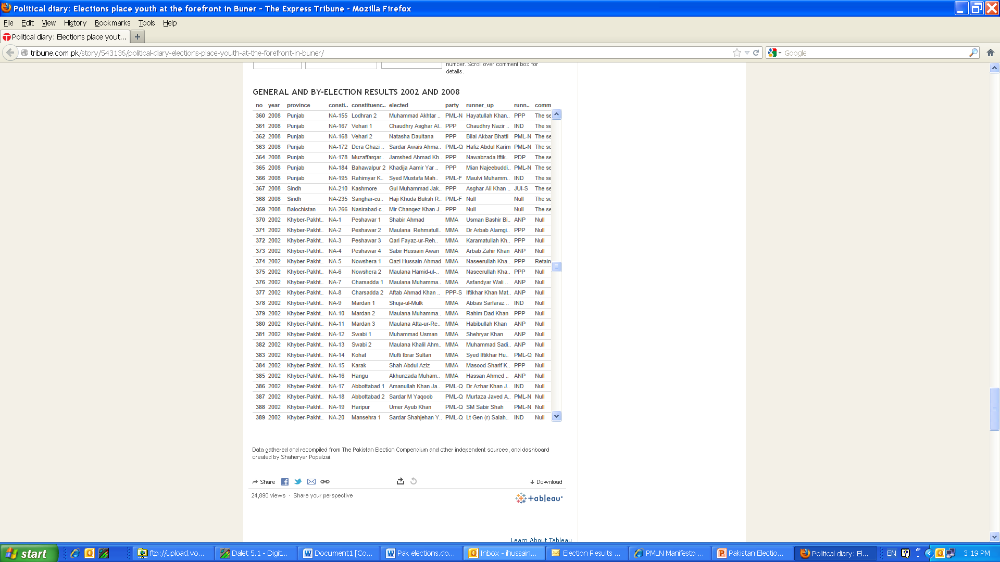 Political diary: Elections place youth at the forefront in Buner - The Express Tribune - Mozilla Firefox
File Edit View History Bookmarks Tools Help
Political diary: Elections place yout... +
tribune.com.pk/story/543136/political-diary-elections-place-youth-at-the-forefront-in-buner/ Google
number. Scroll over comment box for
details.
GENERAL AND BY-ELECTION RESULTS 2002 AND 2008
no year province consti.. constituenc.. elected party runner_up runn.. comm
360 2008 Punjab NA-155 Lodhran 2 Muhammad Akhtar .. PML-N Hayatullah Khan.. PPP The se
361 2008 Punjab NA-167 Vehari 1 Chaudhry Asghar Al.. PPP Chaudhry Nazir .. IND The se
362 2008 Punjab NA-168 Vehari 2 Natasha Daultana PPP Bilal Akbar Bhatti PML-N The se
363 2008 Punjab NA-172 Dera Ghazi .. Sardar Awais Ahma.. PML-Q Hafiz Abdul Karim PML-N The se
364 2008 Punjab NA-178 Muzaffargar.. Jamshed Ahmad Kh.. PPP Nawabzada Iftik.. PDP The se
365 2008 Punjab NA-184 Bahawalpur 2 Khadija Aamir Yar .. PPP Mian Najeebuddi.. PML-N The se
366 2008 Punjab NA-195 Rahimyar K.. Syed Mustafa Mah.. PML-F Maulvi Muhamm.. IND The se
367 2008 Sindh NA-210 Kashmore Gul Muhammad Jak.. PPP Asghar Ali Khan .. JUI-S The se
368 2008 Sindh NA-235 Sanghar-cu.. Haji Khuda Buksh R.. PML-F Null Null The se
369 2008 Balochistan NA-266 Nasirabad-c.. Mir Changez Khan J.. PPP Null Null The se
370 2002 Khyber-Pakht.. NA-1 Peshawar 1 Shabir Ahmad MMA Usman Bashir Bi.. ANP Null
371 2002 Khyber-Pakht.. NA-2 Peshawar 2 Maulana Rehmatull.. MMA Dr Arbab Alamgi.. PPP Null
372 2002 Khyber-Pakht.. NA-3 Peshawar 3 Qari Fayaz-ur-Reh.. MMA Karamatullah Kh.. PPP Null
373 2002 Khyber-Pakht.. NA-4 Peshawar 4 Sabir Hussain Awan MMA Arbab Zahir Khan ANP Null
374 2002 Khyber-Pakht.. NA-5 Nowshera 1 Qazi Hussain Ahmad MMA Naseerullah Kha.. PPP Retain
375 2002 Khyber-Pakht.. NA-6 Nowshera 2 Maulana Hamid-ul-.. MMA Naseerullah Kha.. PPP Null
376 2002 Khyber-Pakht.. NA-7 Charsadda 1 Maulana Muhamma.. MMA Asfandyar Wali .. ANP Null
377 2002 Khyber-Pakht.. NA-8 Charsadda 2 Aftab Ahmad Khan .. PPP-S Iftikhar Khan Mat.. ANP Null
378 2002 Khyber-Pakht.. NA-9 Mardan 1 Shuja-ul-Mulk MMA Abbas Sarfaraz .. IND Null
379 2002 Khyber-Pakht.. NA-10 Mardan 2 Maulana Muhamma.. MMA Rahim Dad Khan PPP Null
380 2002 Khyber-Pakht.. NA-11 Mardan 3 Maulana Atta-ur-Re.. MMA Habibullah Khan ANP Null
381 2002 Khyber-Pakht.. NA-12 Swabi 1 Muhammad Usman MMA Shehryar Khan ANP Null
382 2002 Khyber-Pakht.. NA-13 Swabi 2 Maulana Khalil Ahm.. MMA Muhammad Sadi.. ANP Null
383 2002 Khyber-Pakht.. NA-14 Kohat Mufti Ibrar Sultan MMA Syed Iftikhar Hu.. PML-Q Null
384 2002 Khyber-Pakht.. NA-15 Karak Shah Abdul Aziz MMA Masood Sharif K.. PPP Null
385 2002 Khyber-Pakht.. NA-16 Hangu Akhunzada Muham.. MMA Hassan Ahmed .. ANP Null
386 2002 Khyber-Pakht.. NA-17 Abbottabad 1 Amanullah Khan Ja.. PML-Q Dr Azhar Khan J.. IND Null
387 2002 Khyber-Pakht.. NA-18 Abbottabad 2 Sardar M Yaqoob PML-Q Murtaza Javed A.. PML-N Null
388 2002 Khyber-Pakht.. NA-19 Haripur Umer Ayub Khan PML-Q SM Sabir Shah PML-N Null
389 2002 Khyber-Pakht.. NA-20 Mansehra 1 Sardar Shahjehan Y.. PML-Q Lt Gen (r) Salah.. IND Null
Data gathered and recompiled from The Pakistan Election Compendium and other independent sources, and dashboard
created by Shaheryar Popalzai.
Share Download
24,890 views · Share your perspective +ableau
Learn About Tableau
start ftp://upload.vo... Dalet 5.1 - Digit... Document1 [Co... Pak elections.do... Inbox - ihussain... Election Results ... PMLN Manifesto ... Pakistan Electio... Political diary: El... EN 3:19 PM